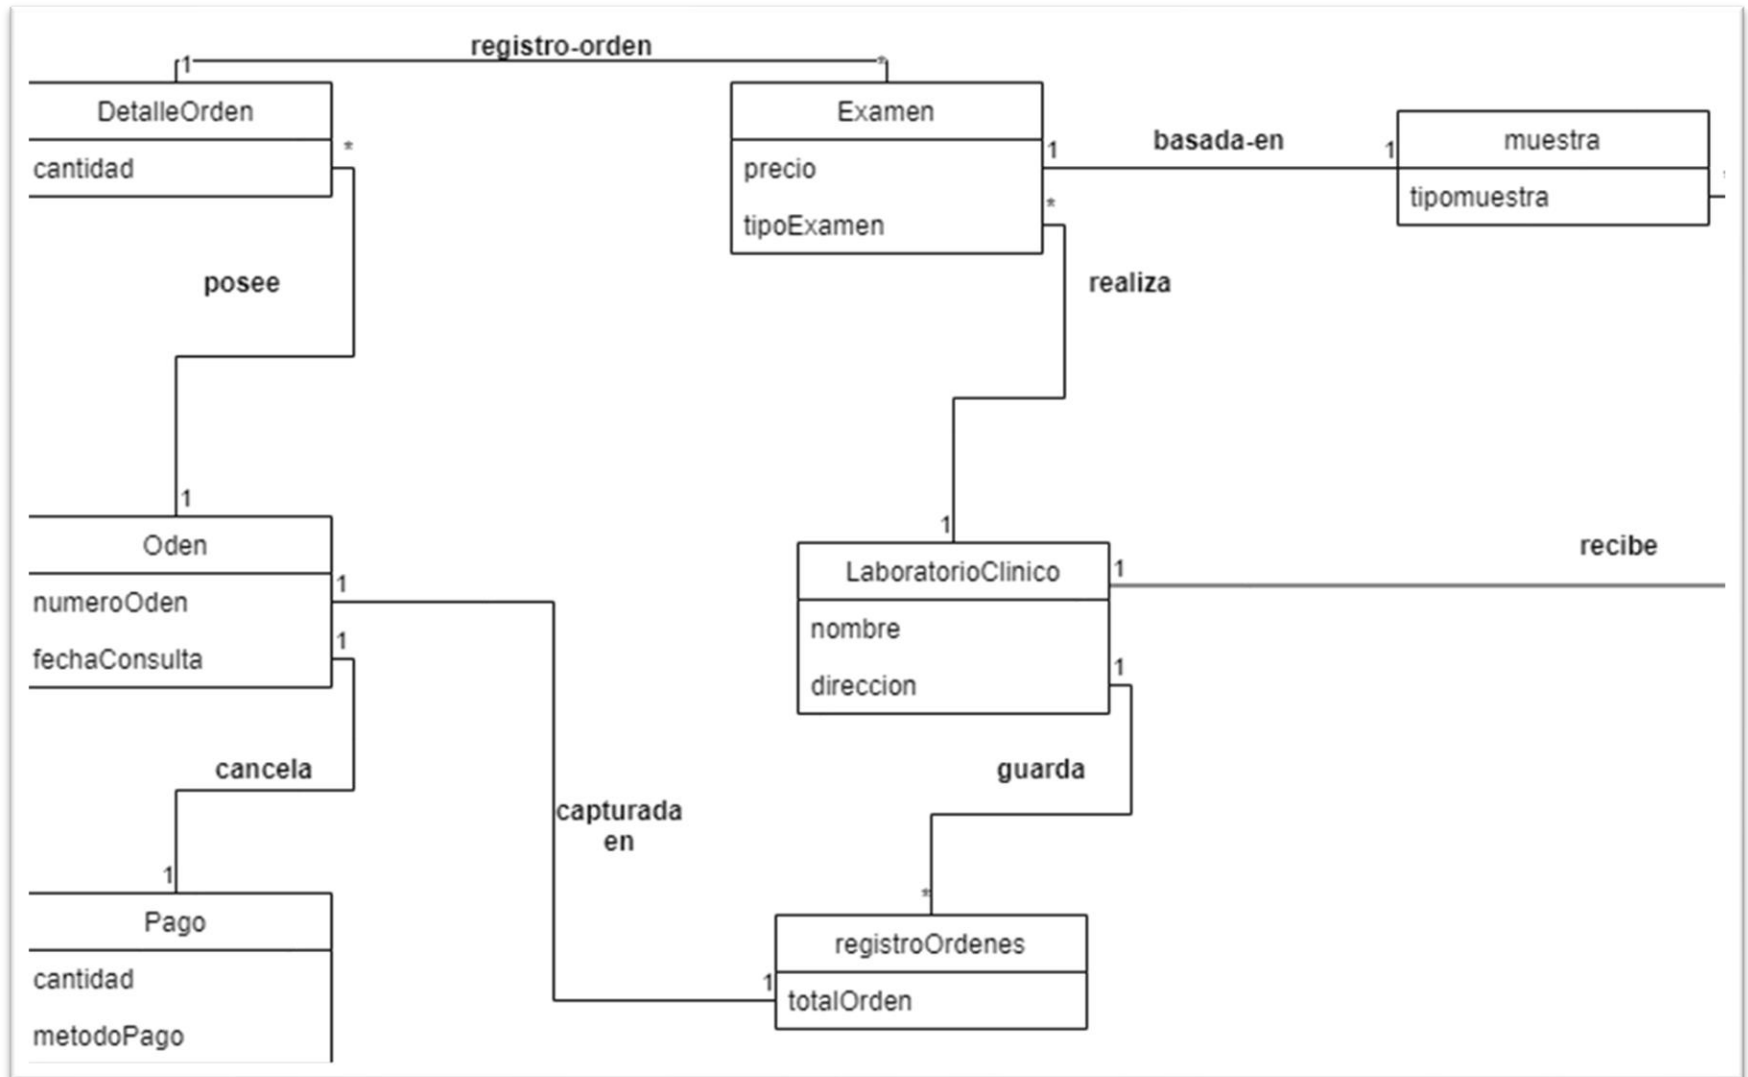 registro-orden
1
*
DetalleOrden
cantidad
*
Examen
precio
tipoExamen
1
*
basada-en
1
muestra
tipomuestra
posee
realiza
1
1
Oden
numeroOden
fechaConsulta
1
1
LaboratorioClinico
nombre
direccion
1
1
recibe
cancela
capturada
en
guarda
1
*
Pago
cantidad
metodoPago
registroOrdenes
totalOrden
1